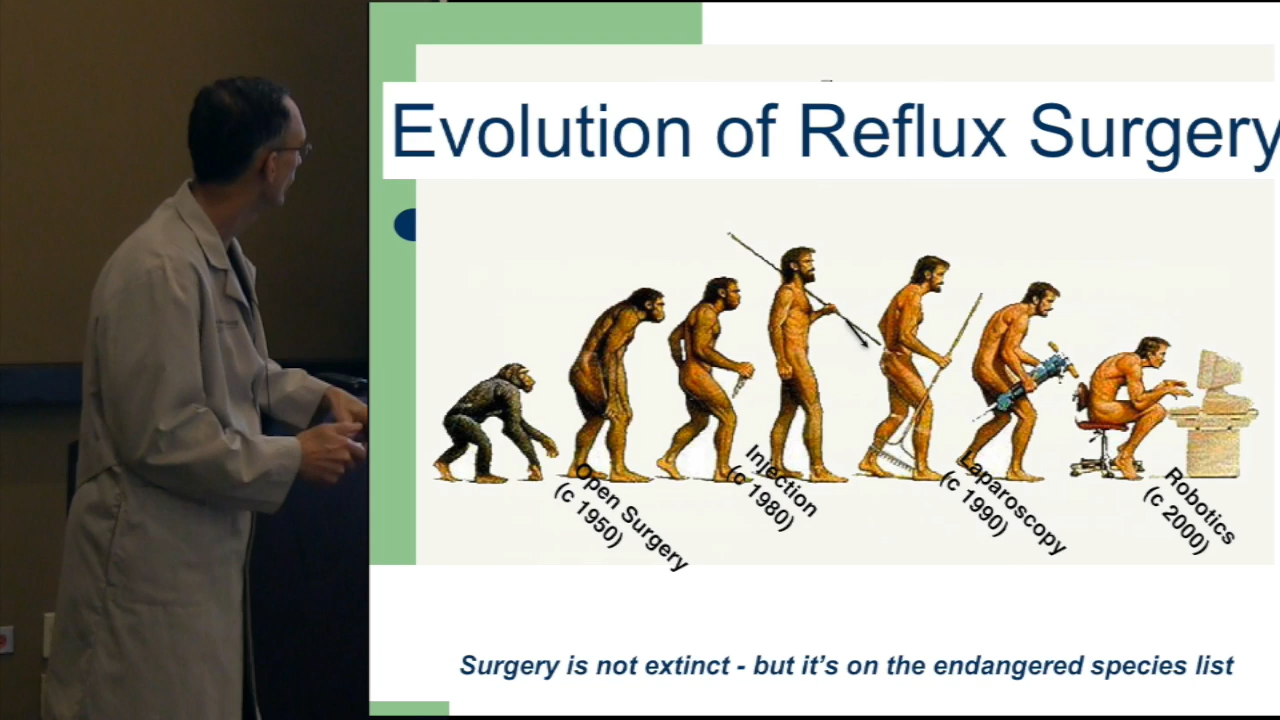 Evolution of Reflux Surgery
Open Surgery
(c 1950)
Injection
(c 1980)
Laparoscopy
(c 1990)
Robotics
(c 2000)
Surgery is not extinct - but it's on the endangered species list